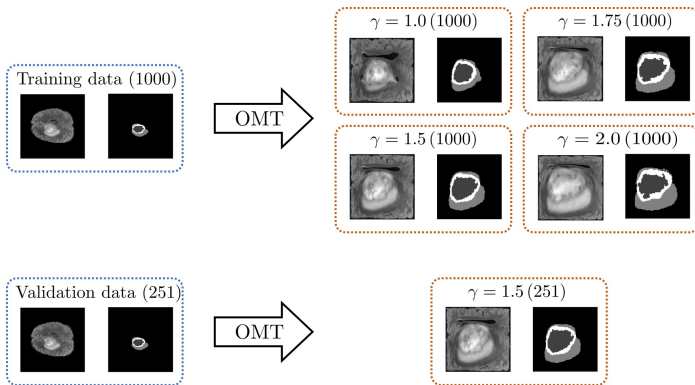 γ = 1.0 (1000)
γ = 1.75 (1000)
Training data (1000)
OMT
γ = 1.5 (1000)
γ = 2.0 (1000)
Validation data (251)
OMT
γ = 1.5 (251)